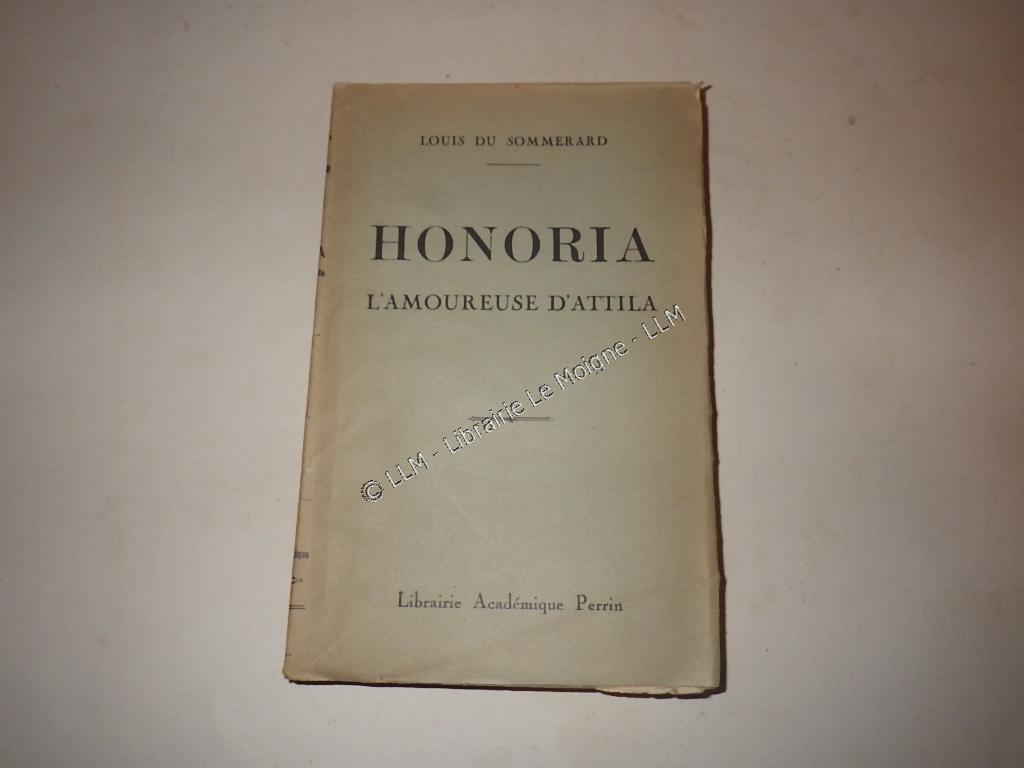 LOUIS DU SOMMERARD
HONORIA
L'AMOUREUSE D'ATTILA
© LLM - Librairie Le Moigne - LLM
Librairie Académique Perrin